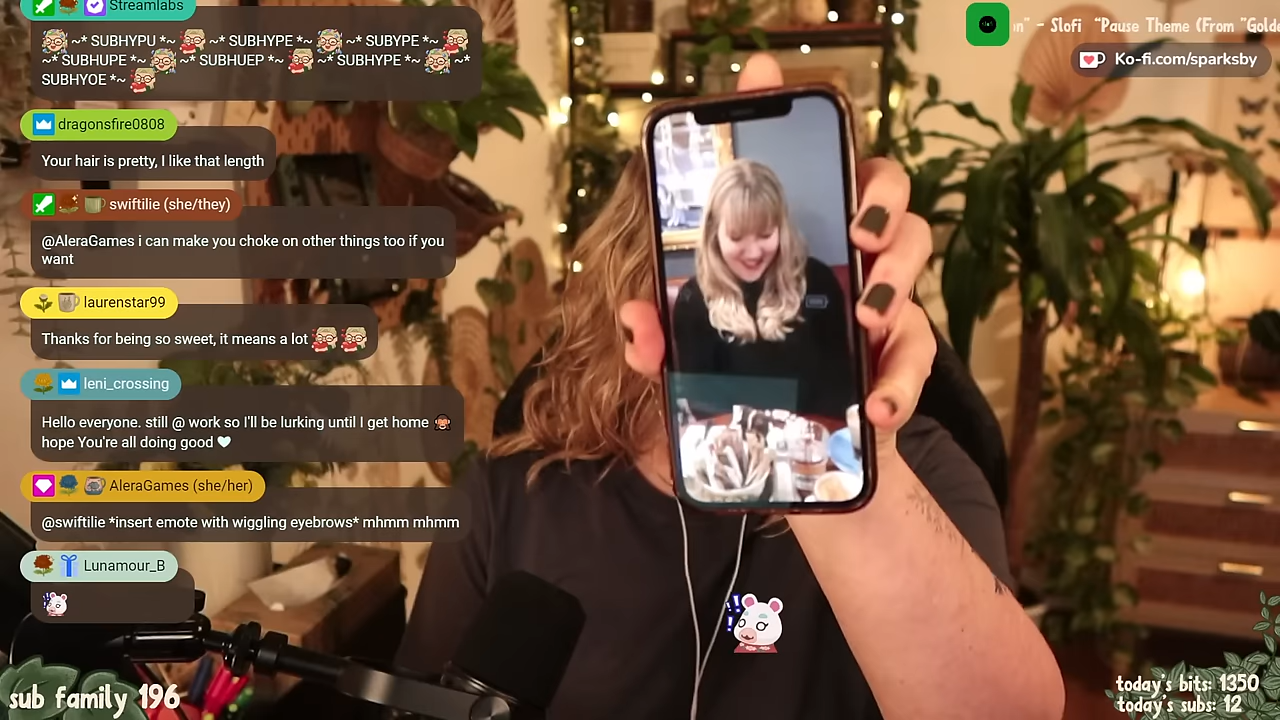 Streamlabs
~* SUBHYPU *~ ~* SUBHYPE *~ ~* SUBYPE *~
~* SUBHUPE *~ ~* SUBHUEP *~ ~* SUBHYPE *~ ~*
SUBHYOE *~
dragonsfire0808
Your hair is pretty, I like that length
swiftilie (she/they)
@AleraGames i can make you choke on other things too if you
want
laurenstar99
Thanks for being so sweet, it means a lot
leni_crossing
Hello everyone. still @ work so I'll be lurking until I get home
hope You're all doing good
AleraGames (she/her)
@swiftilie *insert emote with wiggling eyebrows* mhmm mhmm
Lunamour_B
sub family 196
n" - Slofi "Pause Theme (From "Golde
Ko-fi.com/sparksby
!!
!!
today's bits: 1350
today's subs: 12